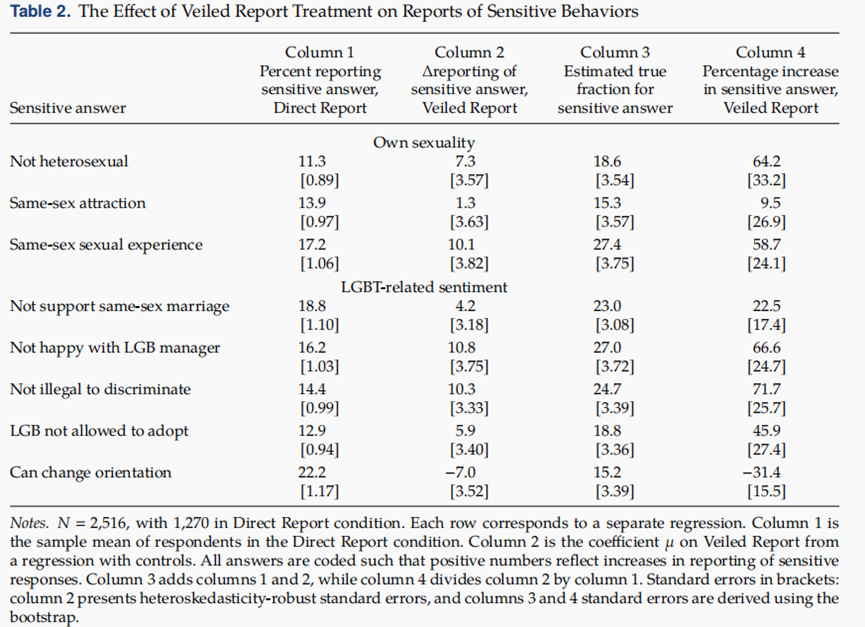 Table 2. The Effect of Veiled Report Treatment on Reports of Sensitive Behaviors
Column 1 Column 2 Column 3 Column 4
Percent reporting Δreporting of Estimated true Percentage increase
sensitive answer, sensitive answer, fraction for in sensitive answer,
Sensitive answer Direct Report Veiled Report sensitive answer Veiled Report
Own sexuality
Not heterosexual 11.3 7.3 18.6 64.2
[0.89] [3.57] [3.54] [33.2]
Same-sex attraction 13.9 1.3 15.3 9.5
[0.97] [3.63] [3.57] [26.9]
Same-sex sexual experience 17.2 10.1 27.4 58.7
[1.06] [3.82] [3.75] [24.1]
LGBT-related sentiment
Not support same-sex marriage 18.8 4.2 23.0 22.5
[1.10] [3.18] [3.08] [17.4]
Not happy with LGB manager 16.2 10.8 27.0 66.6
[1.03] [3.75] [3.72] [24.7]
Not illegal to discriminate 14.4 10.3 24.7 71.7
[0.99] [3.33] [3.39] [25.7]
LGB not allowed to adopt 12.9 5.9 18.8 45.9
[0.94] [3.40] [3.36] [27.4]
Can change orientation 22.2 −7.0 15.2 −31.4
[1.17] [3.52] [3.39] [15.5]
Notes. N = 2,516, with 1,270 in Direct Report condition. Each row corresponds to a separate regression. Column 1 is
the sample mean of respondents in the Direct Report condition. Column 2 is the coefficient μ on Veiled Report from
a regression with controls. All answers are coded such that positive numbers reflect increases in reporting of sensitive
responses. Column 3 adds columns 1 and 2, while column 4 divides column 2 by column 1. Standard errors in brackets:
column 2 presents heteroskedasticity-robust standard errors, and columns 3 and 4 standard errors are derived using the
bootstrap.